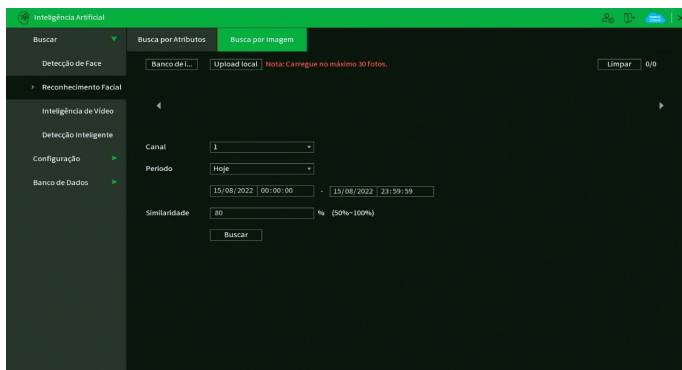 Inteligência Artificial
Buscar
Busca por Atributos
Busca por Imagem
Detecção de Face
Banco de i...
Upload local
Nota: Carregue no máximo 30 fotos.
Limpar
0/0
> Reconhecimento Facial
Inteligência de Vídeo
Detecção Inteligente
Canal
1
Configuração
Período
Hoje
Banco de Dados
15/08/2022 00:00:00 - 15/08/2022 23:59:59
Similaridade
80
% (50%~100%)
Buscar